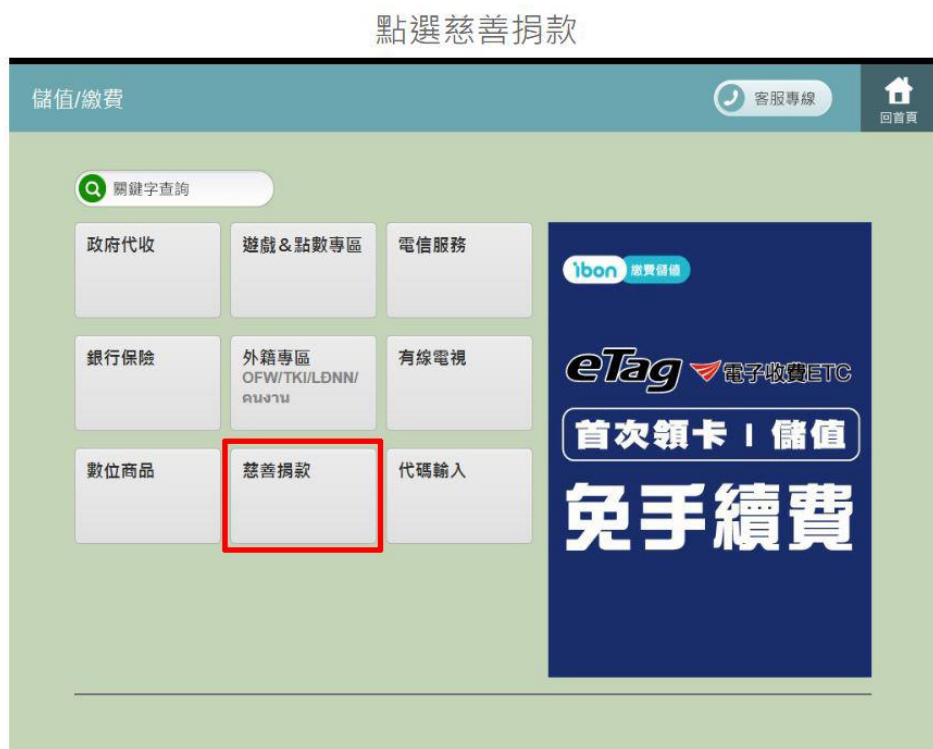 點選慈善捐款
儲值/繳費
客服專線
回首頁
關鍵字查詢
政府代收
遊戲&點數專區
電信服務
銀行保險
外籍專區
OFW/TKI/LĐNN/
คนงาน
有線電視
數位商品
慈善捐款
代碼輸入
ibon 繳費儲值
eTag 電子收費ETC
首次領卡 | 儲值
免手續費